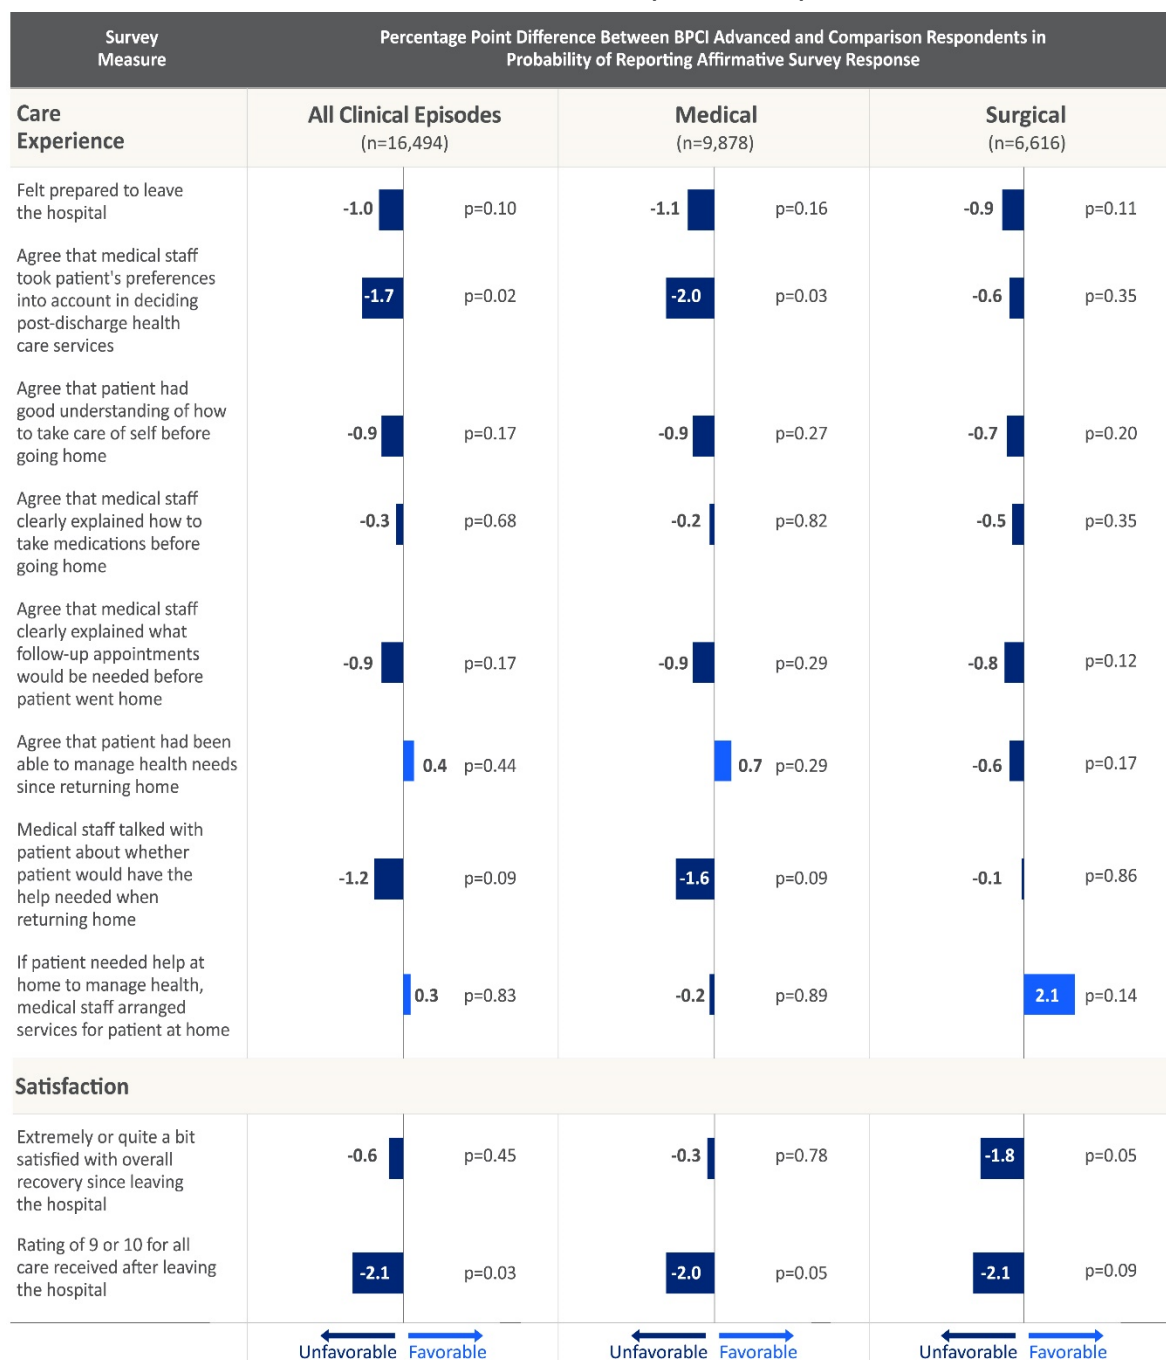 Survey
Measure
Percentage Point Difference Between BPCI Advanced and Comparison Respondents in
Probability of Reporting Affirmative Survey Response
Care
Experience
All Clinical Episodes
(n=16,494)
Medical
(n=9,878)
Surgical
(n=6,616)
Felt prepared to leave
the hospital
-1.0 p=0.10 -1.1 p=0.16 -0.9 p=0.11
Agree that medical staff
took patient's preferences
into account in deciding
post-discharge health
care services
-1.7 p=0.02 -2.0 p=0.03 -0.6 p=0.35
Agree that patient had
good understanding of how
to take care of self before
going home
-0.9 p=0.17 -0.9 p=0.27 -0.7 p=0.20
Agree that medical staff
clearly explained how to
take medications before
going home
-0.3 p=0.68 -0.2 p=0.82 -0.5 p=0.35
Agree that medical staff
clearly explained what
follow-up appointments
would be needed before
patient went home
-0.9 p=0.17 -0.9 p=0.29 -0.8 p=0.12
Agree that patient had been
able to manage health needs
since returning home
0.4 p=0.44 0.7 p=0.29 -0.6 p=0.17
Medical staff talked with
patient about whether
patient would have the
help needed when
returning home
-1.2 p=0.09 -1.6 p=0.09 -0.1 p=0.86
If patient needed help at
home to manage health,
medical staff arranged
services for patient at home
0.3 p=0.83 -0.2 p=0.89 2.1 p=0.14
Satisfaction
Extremely or quite a bit
satisfied with overall
recovery since leaving
the hospital
-0.6 p=0.45 -0.3 p=0.78 -1.8 p=0.05
Rating of 9 or 10 for all
care received after leaving
the hospital
-2.1 p=0.03 -2.0 p=0.05 -2.1 p=0.09
Unfavorable Favorable Unfavorable Favorable Unfavorable Favorable